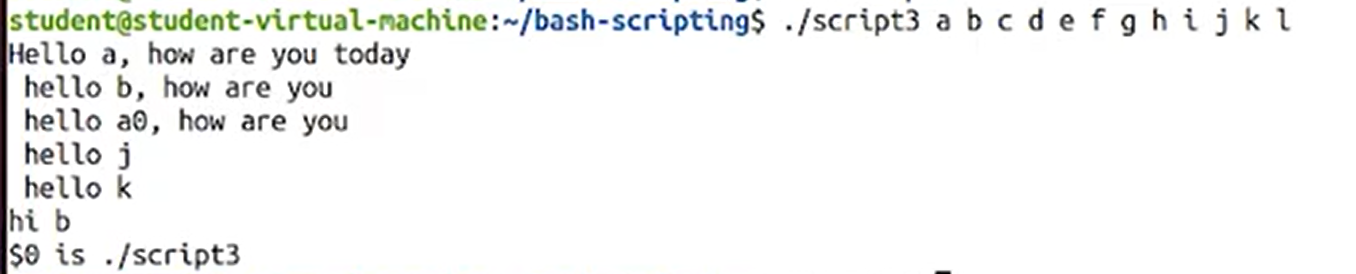 student@student-virtual-machine:~/bash-scripting$ ./script3 a b c d e f g h i j k l
Hello a, how are you today
 hello b, how are you
 hello a0, how are you
 hello j
 hello k
hi b
$0 is ./script3